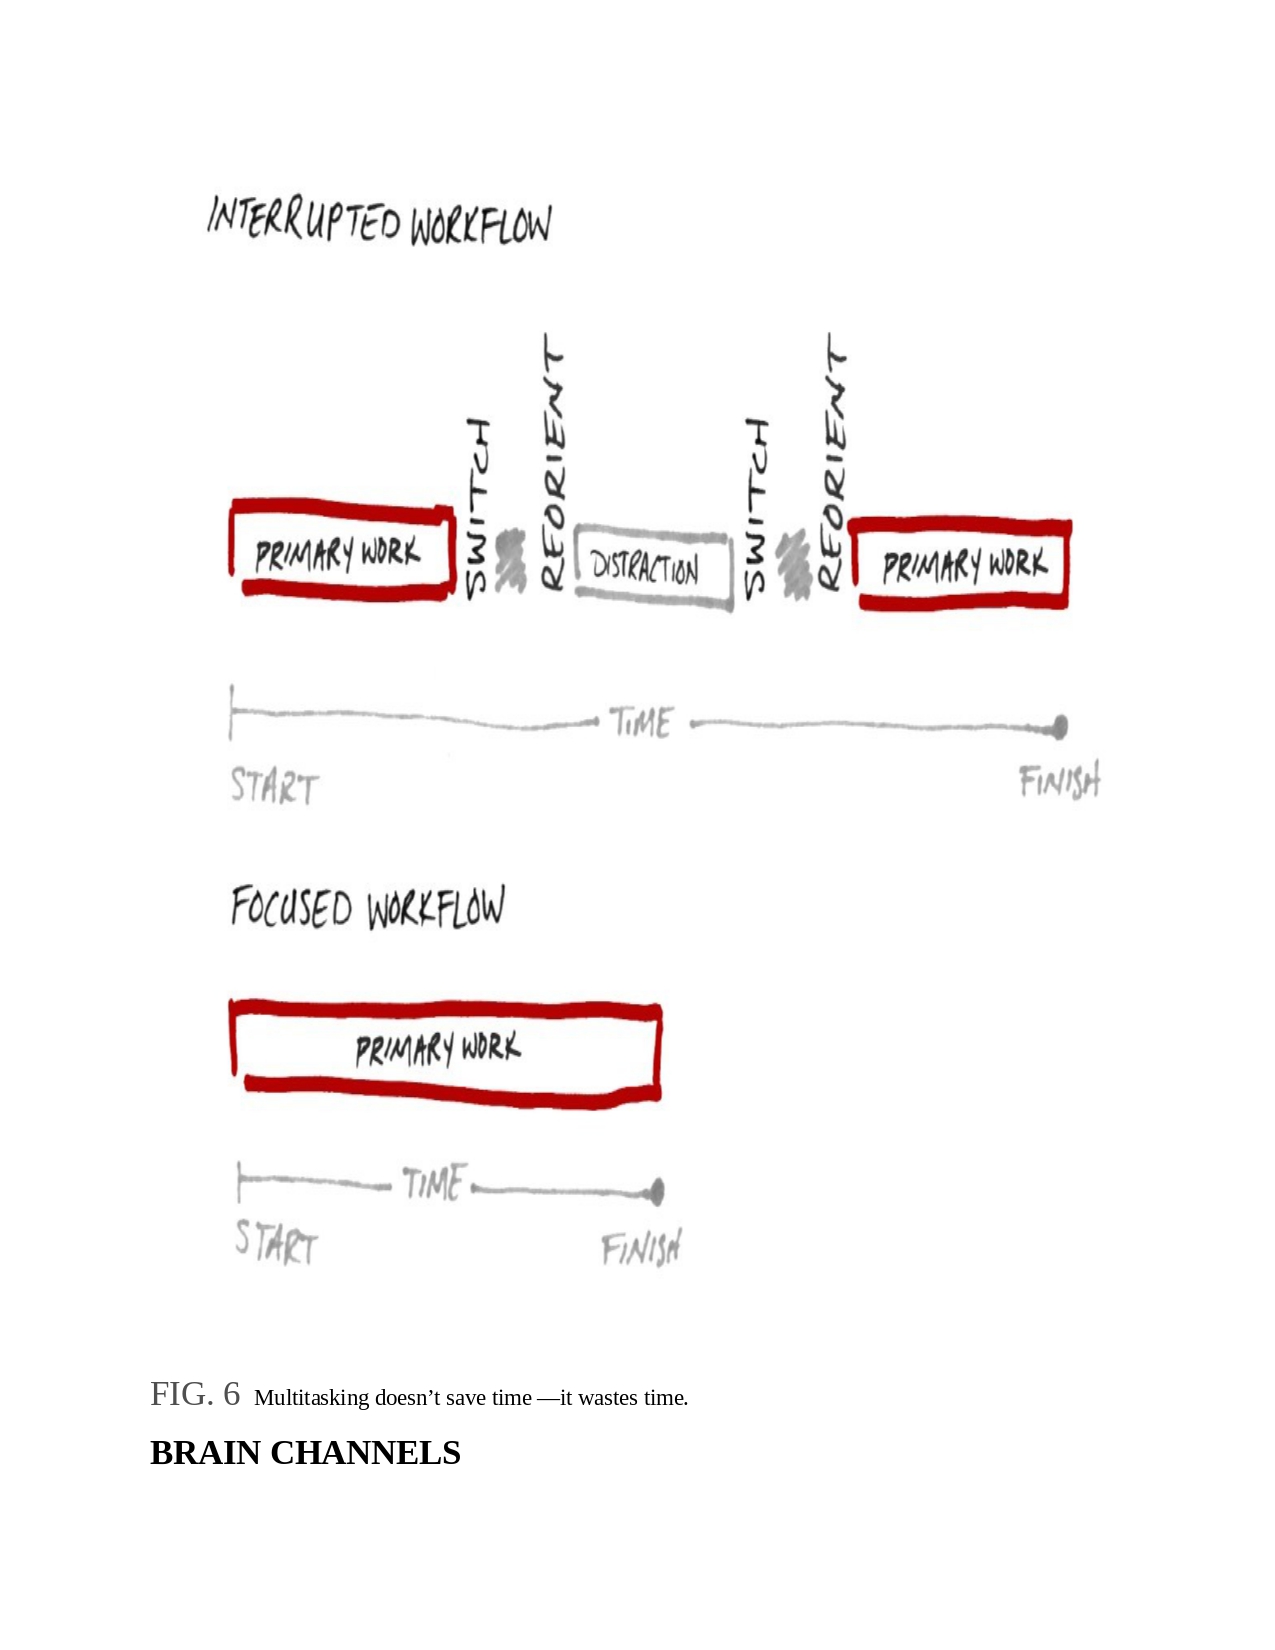 INTERRUPTED WORKFLOW
PRIMARY WORK
SWITCH
REORIENT
DISTRACTION
SWITCH
REORIENT
PRIMARY WORK
TIME
START
FINISH
FOCUSED WORKFLOW
PRIMARY WORK
TIME
START
FINISH
FIG. 6 Multitasking doesn’t save time —it wastes time.
BRAIN CHANNELS